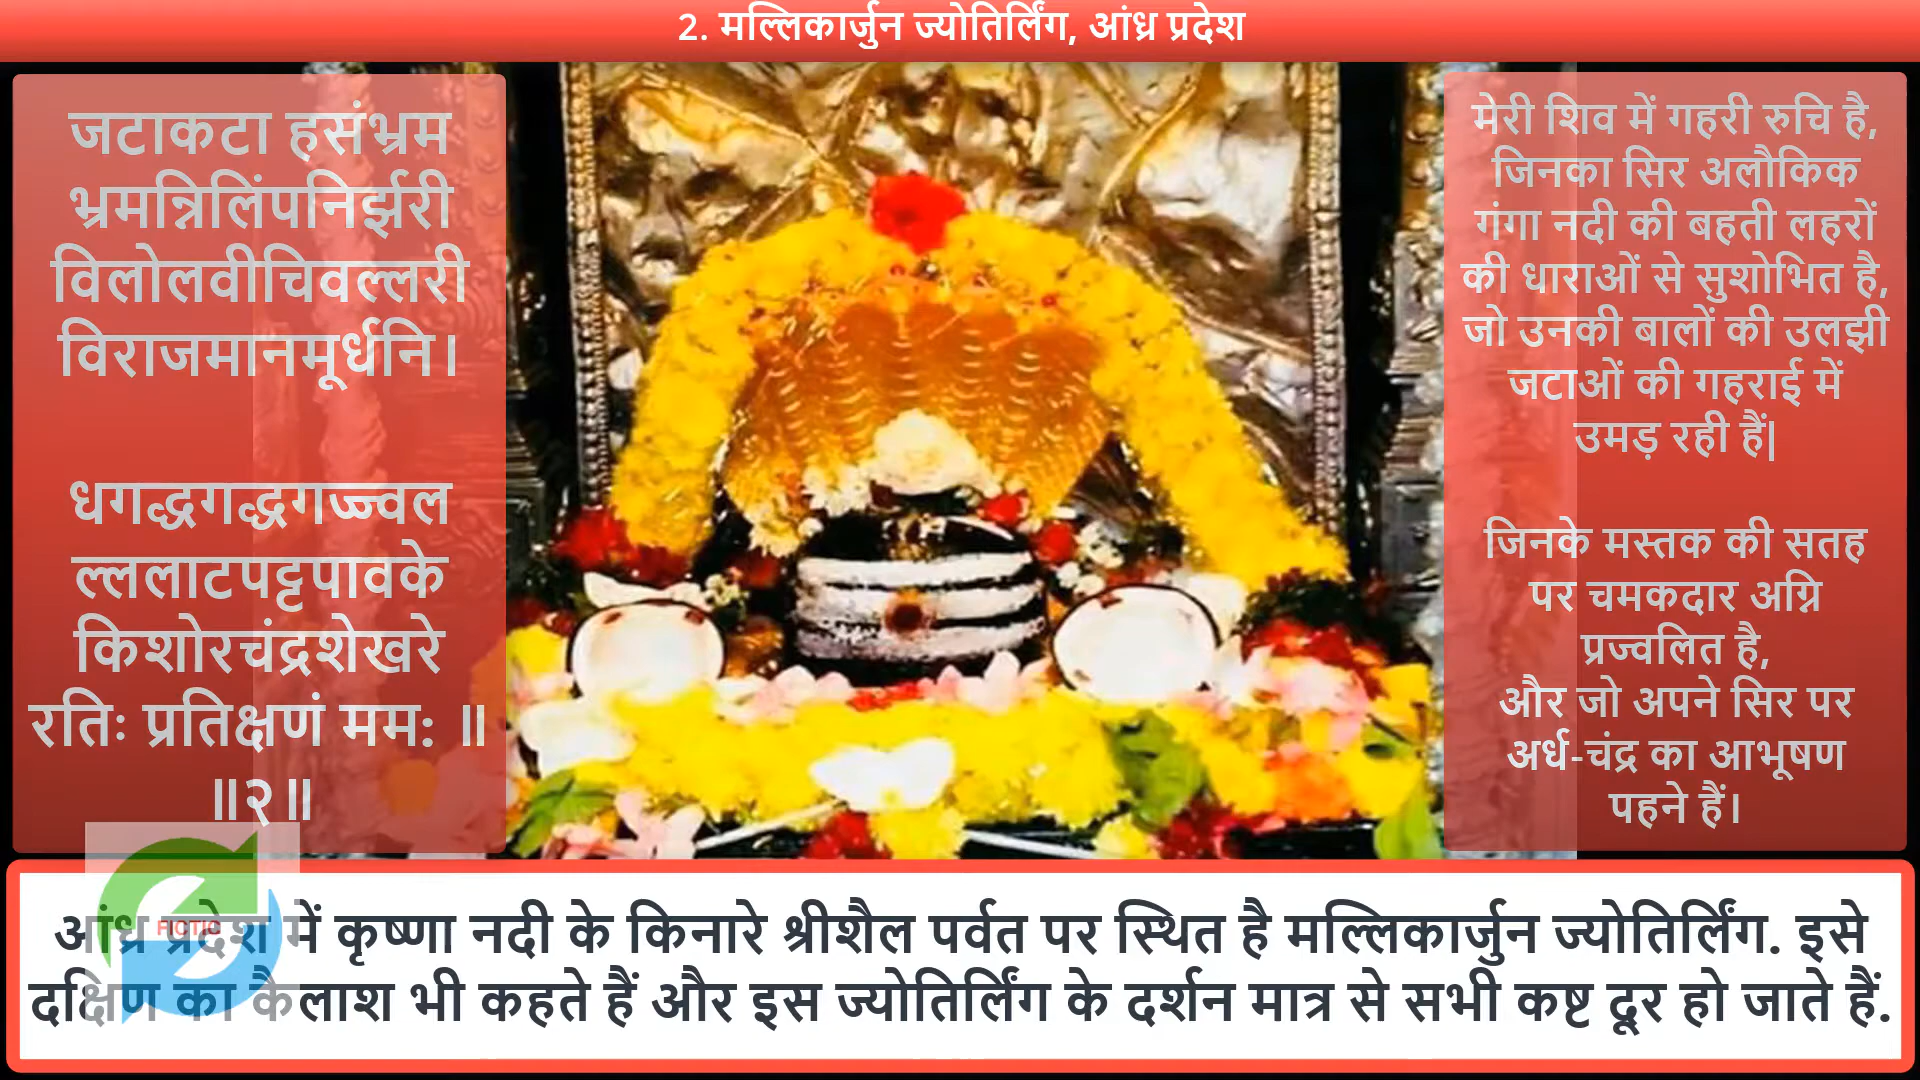 2. मल्लिकार्जुन ज्योतिर्लिंग, आंध्र प्रदेश
जटाकटा हसंभ्रम
भ्रमन्निलिंपनिर्झरी
विलोलवीचिवल्लरी
विराजमानमूर्धनि।
धगद्धगद्धगज्ज्वल
ल्ललाटपट्टपावके
किशोरचंद्रशेखरे
रतिः प्रतिक्षणं मम: ॥
॥२॥
मेरी शिव में गहरी रुचि है,
जिनका सिर अलौकिक
गंगा नदी की बहती लहरों
की धाराओं से सुशोभित है,
जो उनकी बालों की उलझी
जटाओं की गहराई में
उमड़ रही हैं|
जिनके मस्तक की सतह
पर चमकदार अग्नि
प्रज्वलित है,
और जो अपने सिर पर
अर्ध-चंद्र का आभूषण
पहने हैं।
आंध्र प्रदेश में कृष्णा नदी के किनारे श्रीशैल पर्वत पर स्थित है मल्लिकार्जुन ज्योतिर्लिंग. इसे
दक्षिण का कैलाश भी कहते हैं और इस ज्योतिर्लिंग के दर्शन मात्र से सभी कष्ट दूर हो जाते हैं.
FICTIC